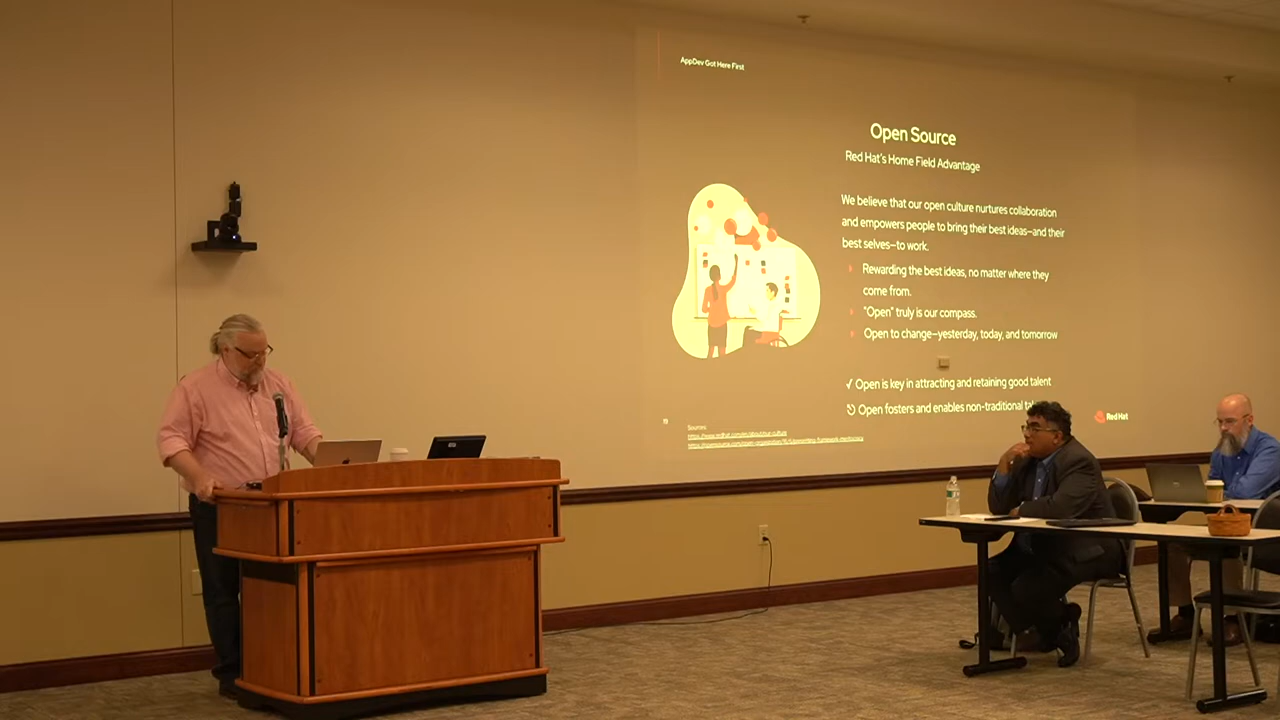 AppDev Got Here First
Open Source
Red Hat's Home Field Advantage
We believe that our open culture nurtures collaboration
and empowers people to bring their best ideas—and their
best selves—to work.
Rewarding the best ideas, no matter where they
come from.
"Open" truly is our compass.
Open to change—yesterday, today, and tomorrow
✓ Open is key in attracting and retaining good talent
Open fosters and enables non-traditional
Sources:
Red Hat